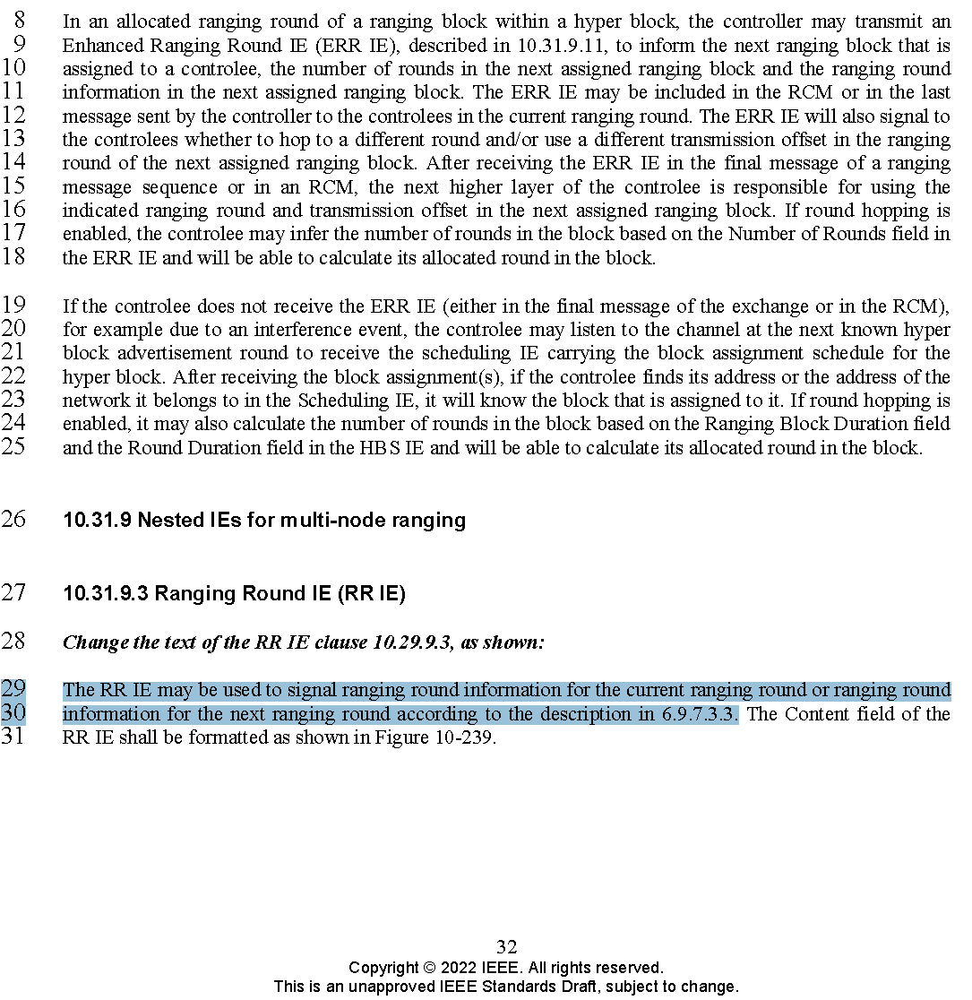 8 In an allocated ranging round of a ranging block within a hyper block, the controller may transmit an
9 Enhanced Ranging Round IE (ERR IE), described in 10.31.9.11, to inform the next ranging block that is
10 assigned to a controlee, the number of rounds in the next assigned ranging block and the ranging round
11 information in the next assigned ranging block. The ERR IE may be included in the RCM or in the last
12 message sent by the controller to the controlees in the current ranging round. The ERR IE will also signal to
13 the controlees whether to hop to a different round and/or use a different transmission offset in the ranging
14 round of the next assigned ranging block. After receiving the ERR IE in the final message of a ranging
15 message sequence or in an RCM, the next higher layer of the controlee is responsible for using the
16 indicated ranging round and transmission offset in the next assigned ranging block. If round hopping is
17 enabled, the controlee may infer the number of rounds in the block based on the Number of Rounds field in
18 the ERR IE and will be able to calculate its allocated round in the block.
19 If the controlee does not receive the ERR IE (either in the final message of the exchange or in the RCM),
20 for example due to an interference event, the controlee may listen to the channel at the next known hyper
21 block advertisement round to receive the scheduling IE carrying the block assignment schedule for the
22 hyper block. After receiving the block assignment(s), if the controlee finds its address or the address of the
23 network it belongs to in the Scheduling IE, it will know the block that is assigned to it. If round hopping is
24 enabled, it may also calculate the number of rounds in the block based on the Ranging Block Duration field
25 and the Round Duration field in the HBS IE and will be able to calculate its allocated round in the block.
26 10.31.9 Nested IEs for multi-node ranging
27 10.31.9.3 Ranging Round IE (RR IE)
28 Change the text of the RR IE clause 10.29.9.3, as shown:
29 The RR IE may be used to signal ranging round information for the current ranging round or ranging round
30 information for the next ranging round according to the description in 6.9.7.3.3. The Content field of the
31 RR IE shall be formatted as shown in Figure 10-239.
32
Copyright © 2022 IEEE. All rights reserved.
This is an unapproved IEEE Standards Draft, subject to change.